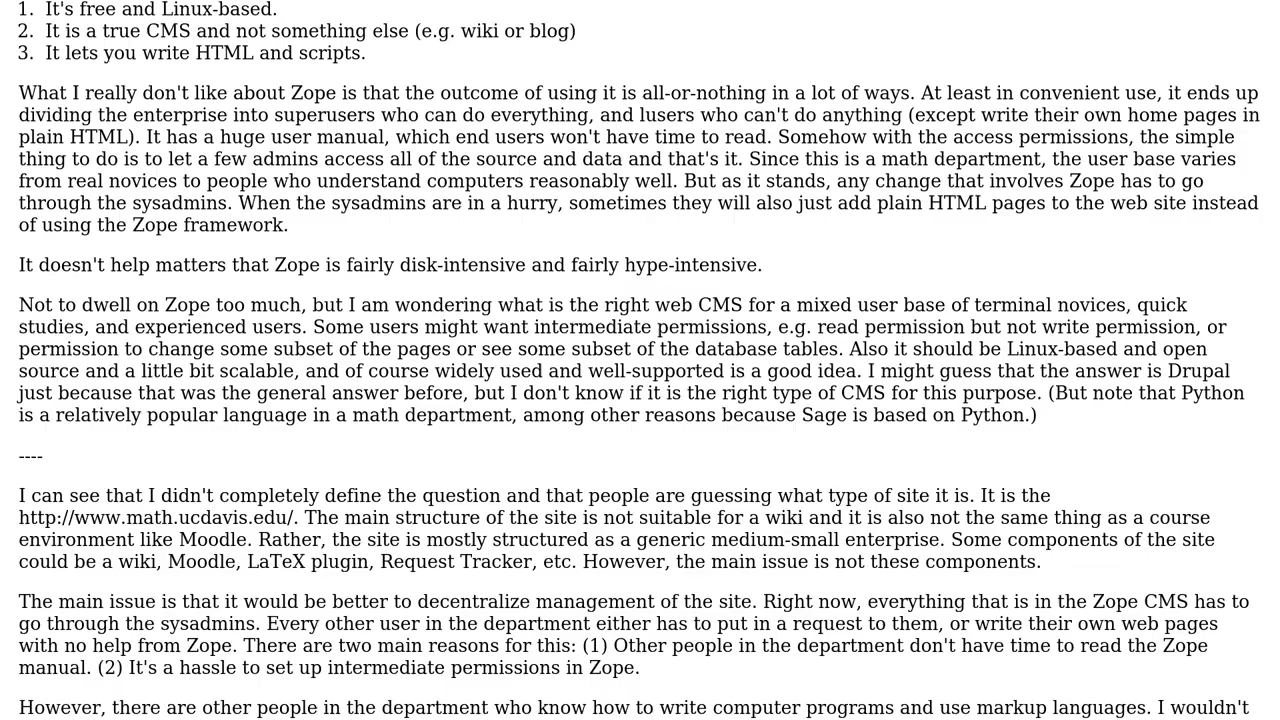 1. It's free and Linux-based.
2. It is a true CMS and not something else (e.g. wiki or blog)
3. It lets you write HTML and scripts.
What I really don't like about Zope is that the outcome of using it is all-or-nothing in a lot of ways. At least in convenient use, it ends up
dividing the enterprise into superusers who can do everything, and lusers who can't do anything (except write their own home pages in
plain HTML). It has a huge user manual, which end users won't have time to read. Somehow with the access permissions, the simple
thing to do is to let a few admins access all of the source and data and that's it. Since this is a math department, the user base varies
from real novices to people who understand computers reasonably well. But as it stands, any change that involves Zope has to go
through the sysadmins. When the sysadmins are in a hurry, sometimes they will also just add plain HTML pages to the web site instead
of using the Zope framework.
It doesn't help matters that Zope is fairly disk-intensive and fairly hype-intensive.
Not to dwell on Zope too much, but I am wondering what is the right web CMS for a mixed user base of terminal novices, quick
studies, and experienced users. Some users might want intermediate permissions, e.g. read permission but not write permission, or
permission to change some subset of the pages or see some subset of the database tables. Also it should be Linux-based and open
source and a little bit scalable, and of course widely used and well-supported is a good idea. I might guess that the answer is Drupal
just because that was the general answer before, but I don't know if it is the right type of CMS for this purpose. (But note that Python
is a relatively popular language in a math department, among other reasons because Sage is based on Python.)
----
I can see that I didn't completely define the question and that people are guessing what type of site it is. It is the
http://www.math.ucdavis.edu/. The main structure of the site is not suitable for a wiki and it is also not the same thing as a course
environment like Moodle. Rather, the site is mostly structured as a generic medium-small enterprise. Some components of the site
could be a wiki, Moodle, LaTeX plugin, Request Tracker, etc. However, the main issue is not these components.
The main issue is that it would be better to decentralize management of the site. Right now, everything that is in the Zope CMS has to
go through the sysadmins. Every other user in the department either has to put in a request to them, or write their own web pages
with no help from Zope. There are two main reasons for this: (1) Other people in the department don't have time to read the Zope
manual. (2) It's a hassle to set up intermediate permissions in Zope.
However, there are other people in the department who know how to write computer programs and use markup languages. I wouldn't